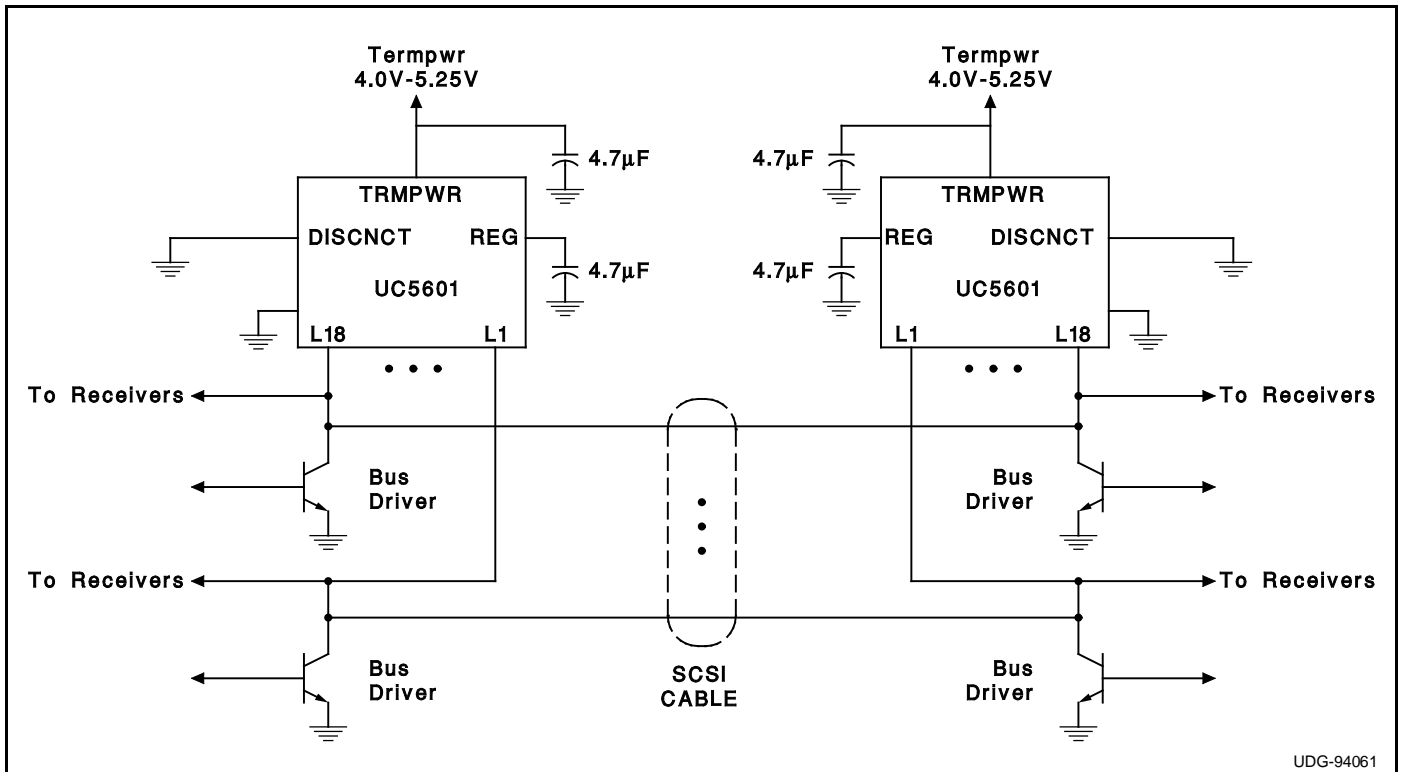 Termpwr
4.0V-5.25V
Termpwr
4.0V-5.25V
4.7μF
4.7μF
TRMPWR
TRMPWR
DISCNCT REG
REG DISCNCT
4.7μF
4.7μF
UC5601
UC5601
L18 L1
L1 L18
To Receivers
To Receivers
Bus
Driver
Bus
Driver
To Receivers
To Receivers
Bus
Driver
SCSI
CABLE
Bus
Driver
UDG-94061